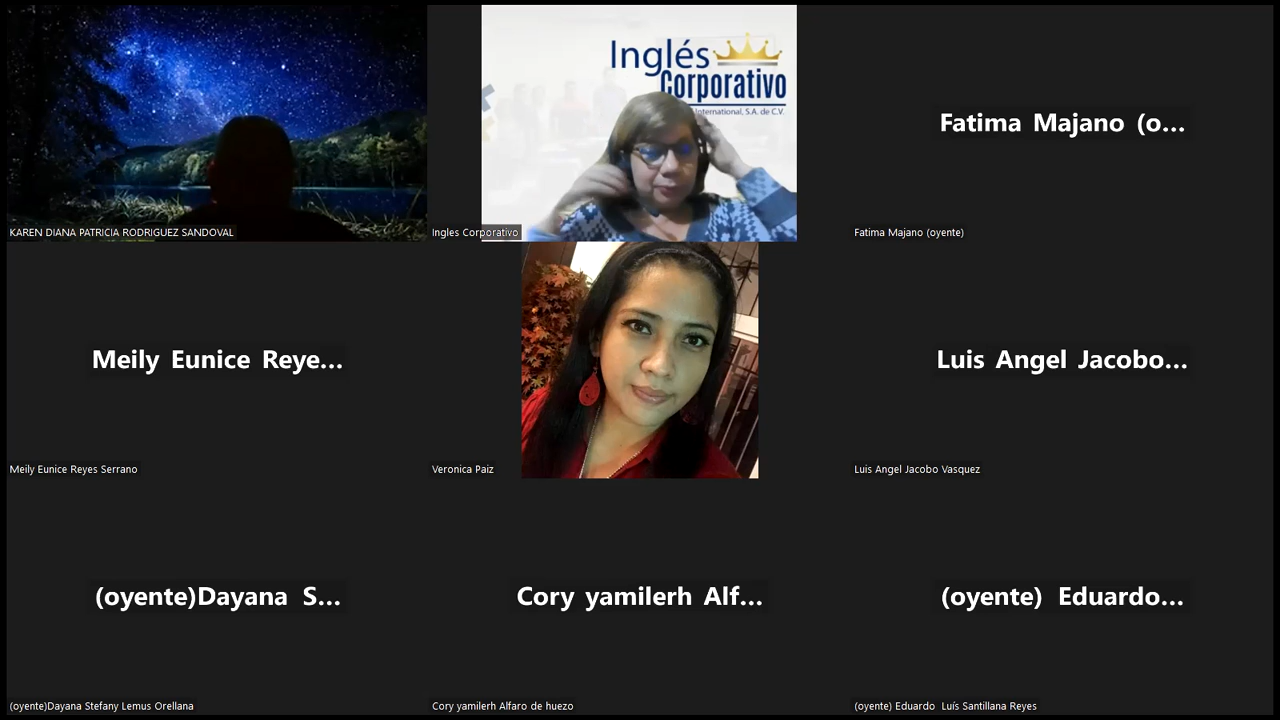 KAREN DIANA PATRICIA RODRIGUEZ SANDOVAL
Inglés
Corporativo
International, S.A. de C.V.
Ingles Corporativo
Fatima Majano (o...
Fatima Majano (oyente)
Meily Eunice Reye...
Meily Eunice Reyes Serrano
Veronica Paiz
Luis Angel Jacobo...
Luis Angel Jacobo Vasquez
(oyente)Dayana S...
(oyente)Dayana Stefany Lemus Orellana
Cory yamilerh Alf...
Cory yamilerh Alfaro de huezo
(oyente) Eduardo...
(oyente) Eduardo Luís Santillana Reyes